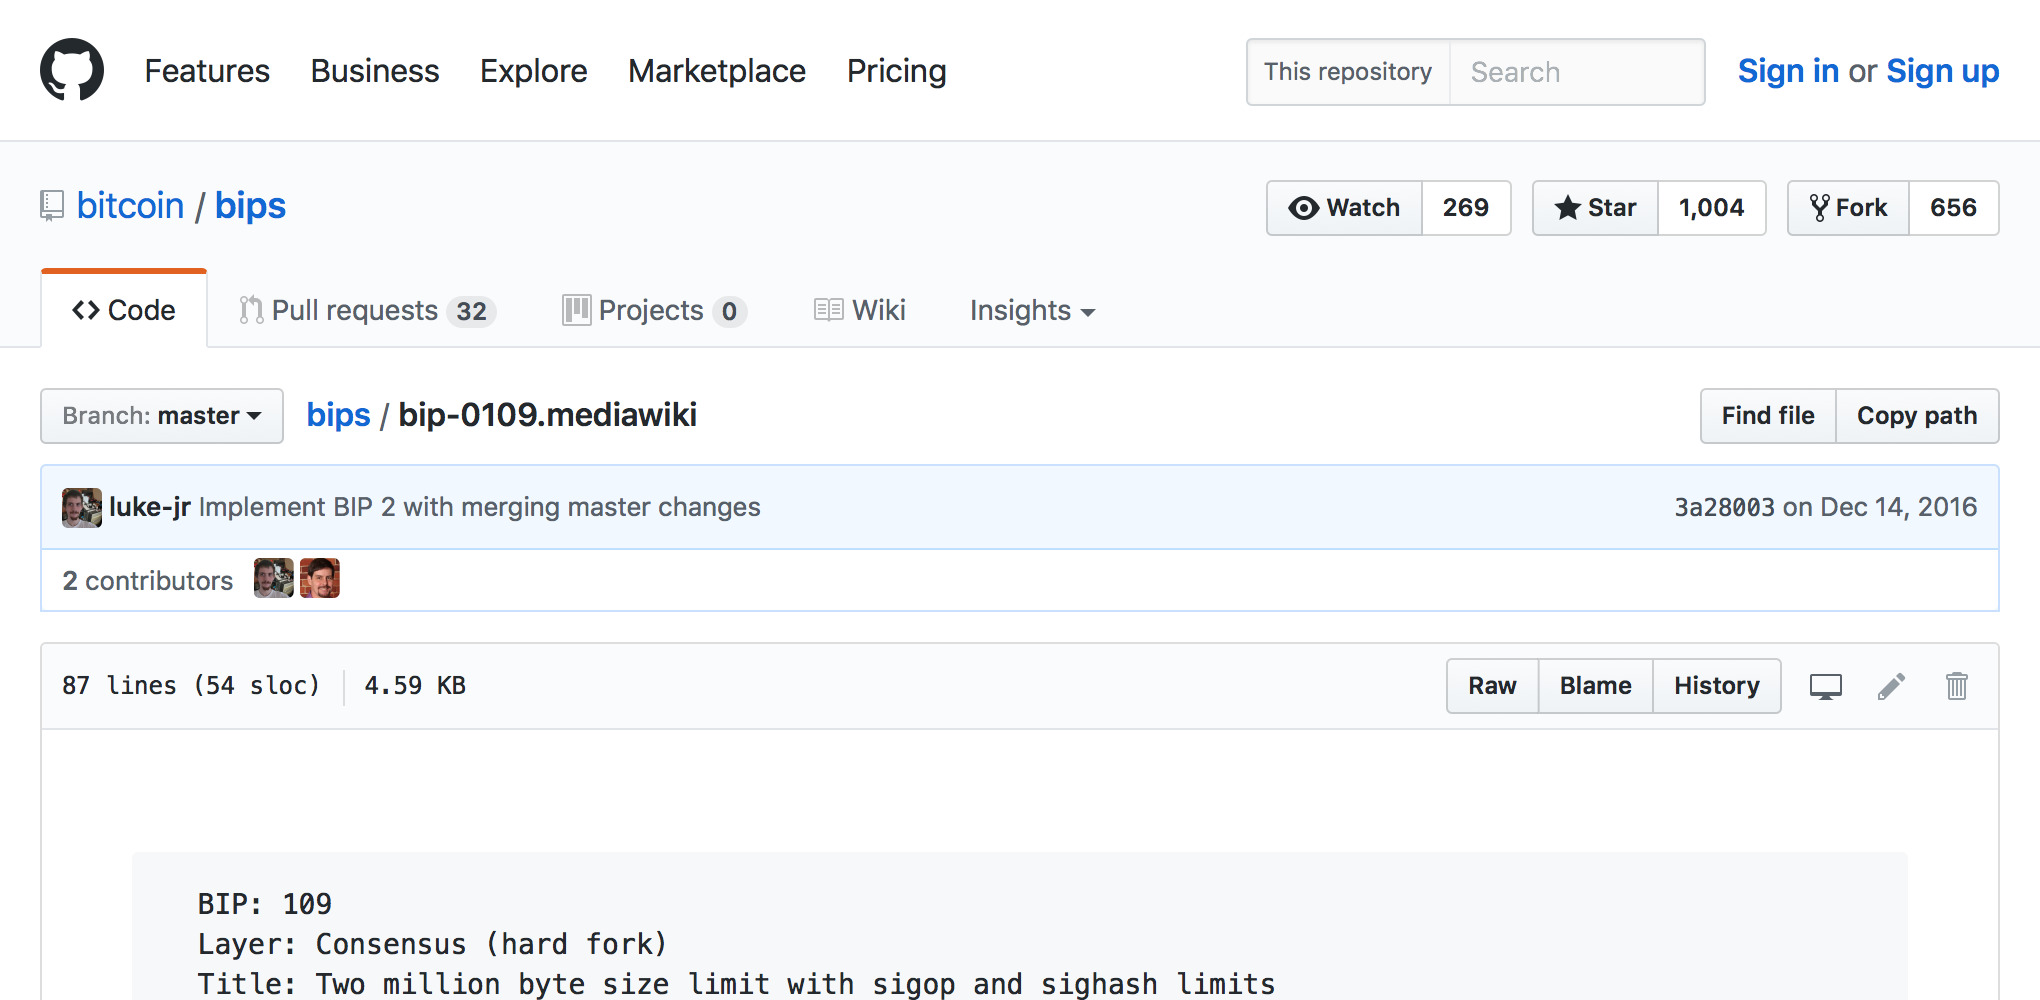 Features Business Explore Marketplace Pricing This repository Search Sign in or Sign up
bitcoin / bips Watch 269 Star 1,004 Fork 656
Code Pull requests 32 Projects 0 Wiki Insights
Branch: master bips / bip-0109.mediawiki Find file Copy path
luke-jr Implement BIP 2 with merging master changes 3a28003 on Dec 14, 2016
2 contributors
87 lines (54 sloc) 4.59 KB Raw Blame History
BIP: 109
Layer: Consensus (hard fork)
Title: Two million byte size limit with sigop and sighash limits